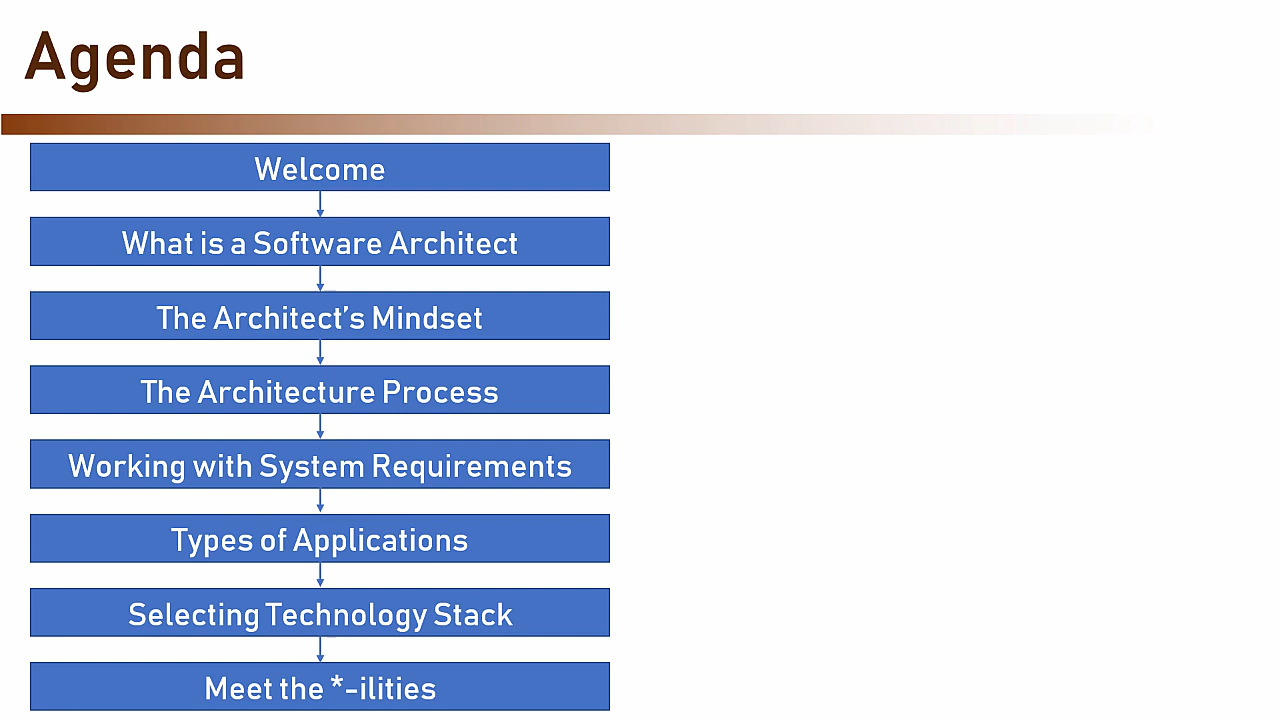 Agenda
Welcome
What is a Software Architect
The Architect’s Mindset
The Architecture Process
Working with System Requirements
Types of Applications
Selecting Technology Stack
Meet the *-ilities